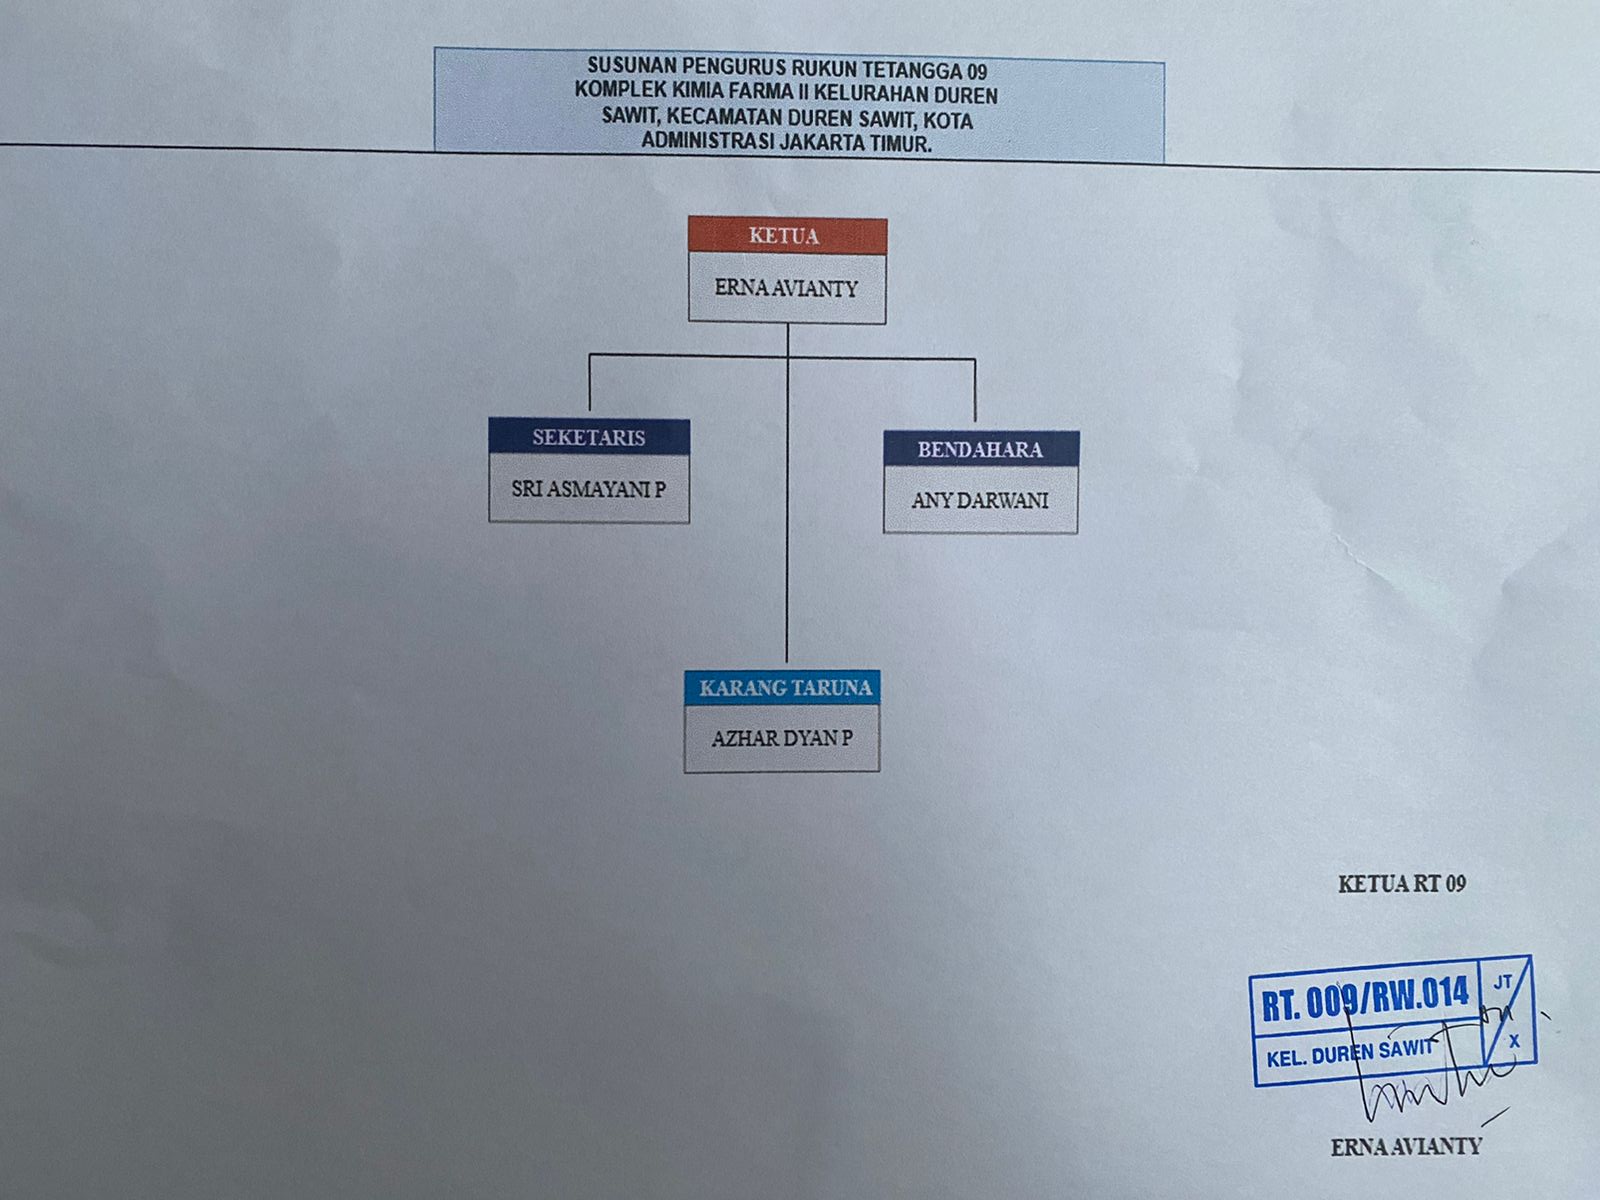 SUSUNAN PENGURUS RUKUN TETANGGA 09
KOMPLEK KIMIA FARMA II KELURAHAN DUREN
SAWIT, KECAMATAN DUREN SAWIT, KOTA
ADMINISTRASI JAKARTA TIMUR.
KETUA
ERNA AVIANTY
SEKETARIS
SRI ASMAYANI P
BENDAHARA
ANY DARWANI
KARANG TARUNA
AZHAR DYAN P
KETUA RT 09
RT. 009/RW.014
JT
KEL. DUREN SAWIT
X
ERNA AVIANTY